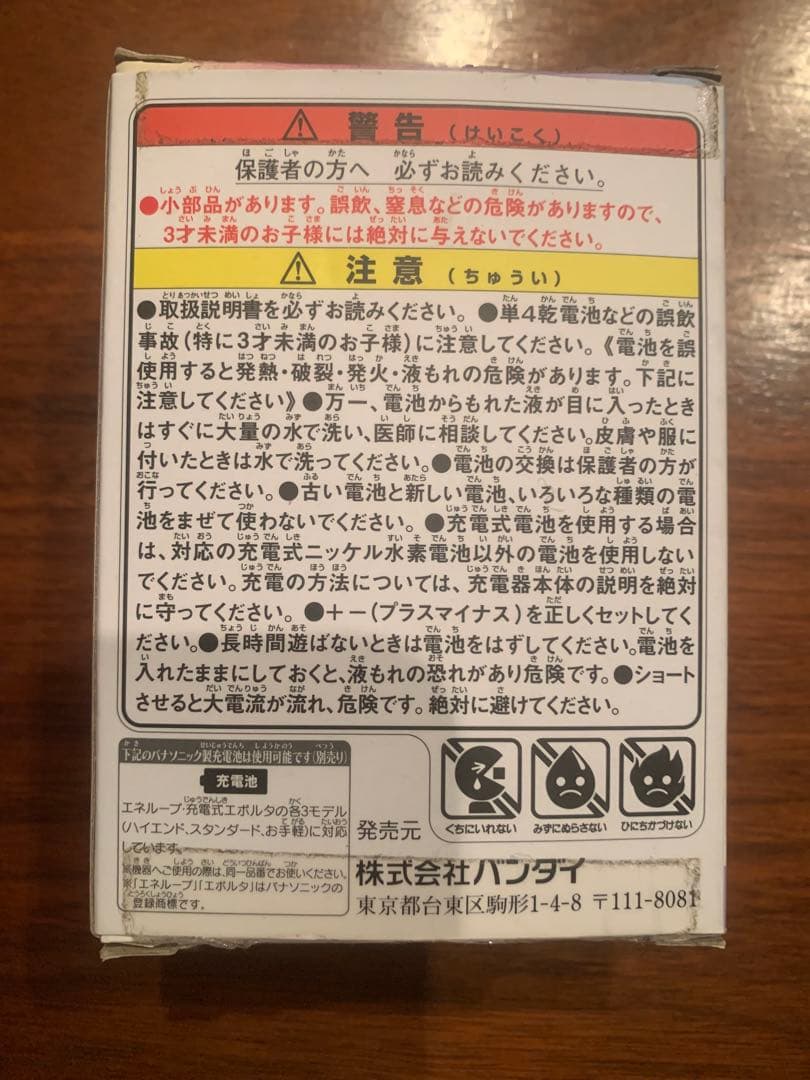 警告（けいこく）
保護者の方へ 必ずお読みください。
●小部品があります。誤飲、窒息などの危険がありますので、
3才未満のお子様には絶対に与えないでください。
注意（ちゅうい）
●取扱説明書を必ずお読みください。●単4乾電池などの誤飲
事故(特に3才未満のお子様)に注意してください。《電池を誤
使用すると発熱・破裂・発火・液もれの危険があります。下記に
注意してください》●万一、電池からもれた液が目に入ったとき
はすぐに大量の水で洗い、医師に相談してください。皮膚や服に
付いたときは水で洗ってください。●電池の交換は保護者の方が
行ってください。●古い電池と新しい電池、いろいろな種類の電
池をまぜて使わないでください。●充電式電池を使用する場合
は、対応の充電式ニッケル水素電池以外の電池を使用しない
でください。充電の方法については、充電器本体の説明を絶対
に守ってください。●＋－(プラスマイナス)を正しくセットしてく
ださい。●長時間遊ばないときは電池をはずしてください。電池を
入れたままにしておくと、液もれの恐れがあり危険です。●ショート
させると大電流が流れ、危険です。絶対に避けてください。
下記のパナソニック製充電池は使用可能です(別売り)
充電池
エネループ・充電式エボルタの各3モデル
(ハイエンド、スタンダード、お手軽)に対応
しています。
※機器へご使用の際は、同一品番でお使いください。
※「エネループ」「エボルタ」はパナソニックの
登録商標です。
くちにいれない
みずにぬらさない
ひにちかづけない
発売元
株式会社バンダイ
東京都台東区駒形1-4-8 〒111-8081